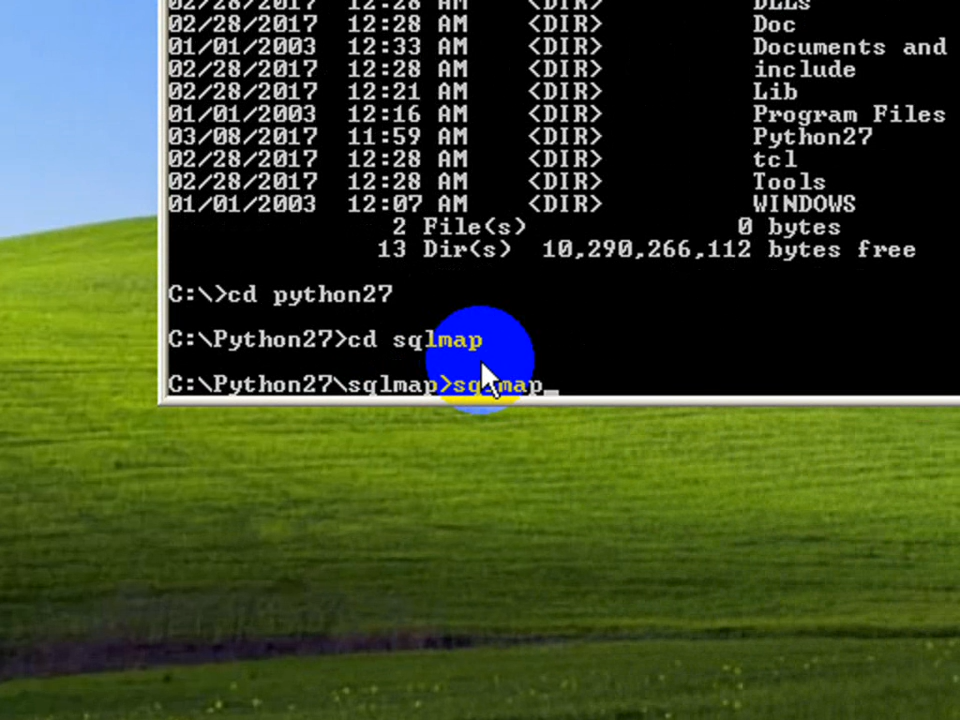 02/28/2017 12:28 AM <DIR> DLLs
02/28/2017 12:28 AM <DIR> Doc
01/01/2003 12:33 AM <DIR> Documents and
02/28/2017 12:28 AM <DIR> include
02/28/2017 12:21 AM <DIR> Lib
01/01/2003 12:16 AM <DIR> Program Files
03/08/2017 11:59 AM <DIR> Python27
02/28/2017 12:28 AM <DIR> tcl
02/28/2017 12:28 AM <DIR> Tools
01/01/2003 12:07 AM <DIR> WINDOWS
2 File(s) 0 bytes
13 Dir(s) 10,290,266,112 bytes free
C:\>cd python27
C:\Python27>cd sqlmap
C:\Python27\sqlmap>sqlmap_